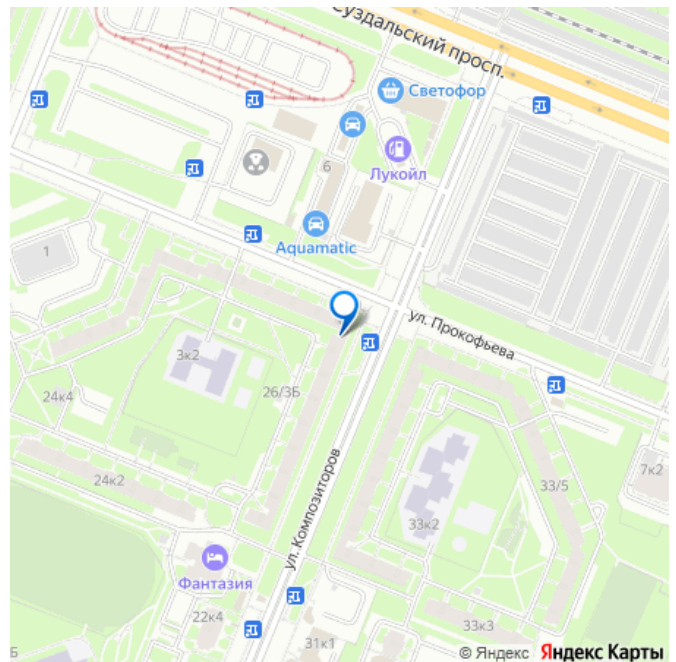 Суздальский просп.
Светофор
Лукойл
6
Aquamatic
1
ул. Прокофьева
3к2
26/3Б
24к4
24к2
7к2
33/5
ул. Композиторов
33к2
Фантазия
22к4
33к3
31к1
Б
© Яндекс Яндекс Карты